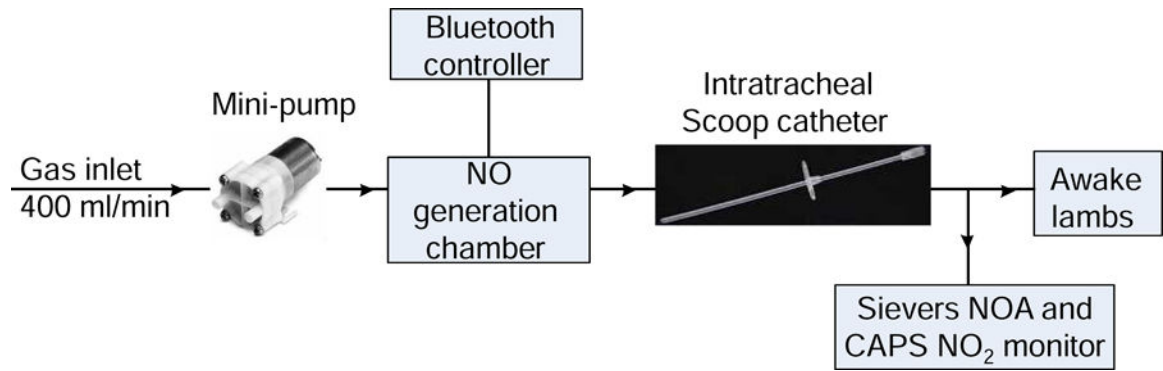 Bluetooth
controller
Mini-pump
Intratracheal
Scoop catheter
Gas inlet
400 ml/min
NO
generation
chamber
Awake
lambs
Sievers NOA and
CAPS NO₂ monitor